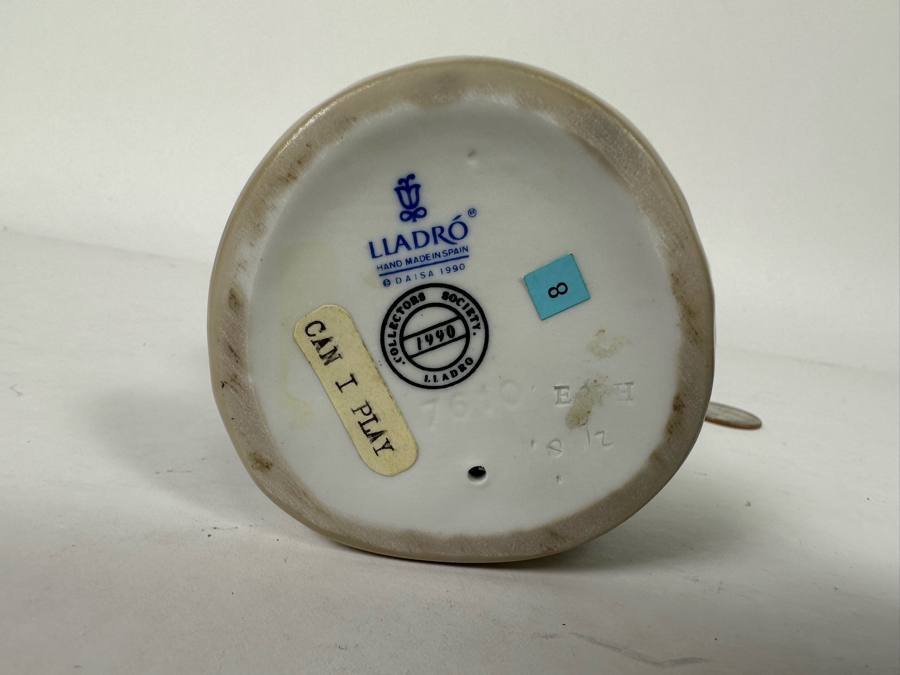 LLADRÓ®
HAND MADE IN SPAIN
© DAISA 1990
COLLECTORS SOCIETY.
1990
LLADRO
8
CAN I PLAY